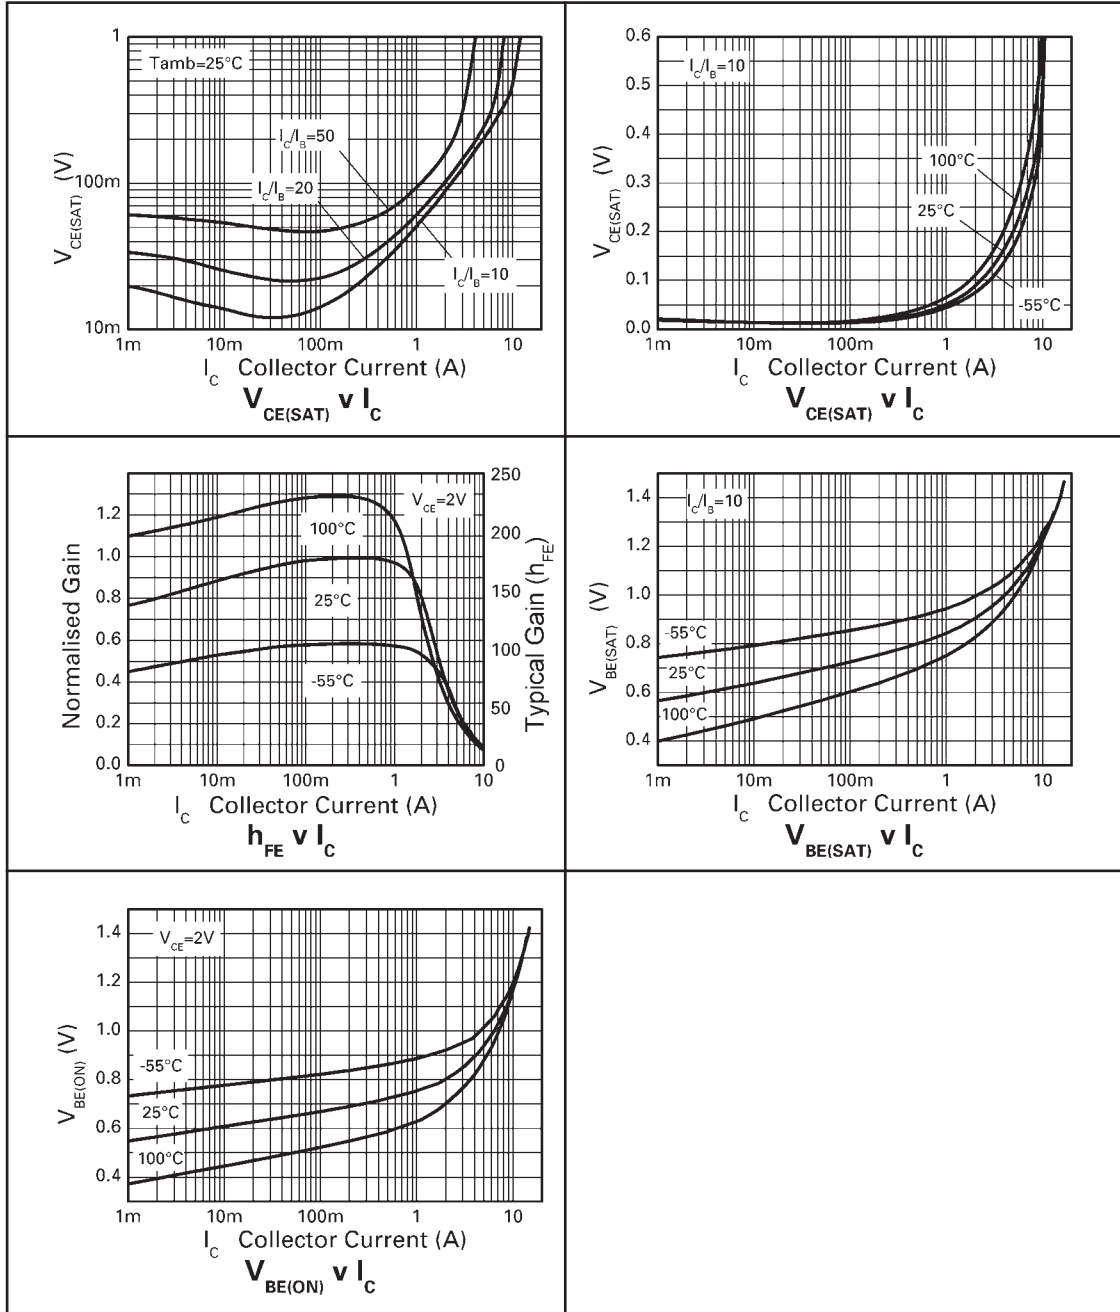 1
100m
10m
V_CE(SAT) (V)
Tamb=25°C
I_C/I_B=50
I_C/I_B=20
I_C/I_B=10
1m 10m 100m 1 10
I_C Collector Current (A)
V_CE(SAT) v I_C
0.6
0.5
0.4
0.3
0.2
0.1
0.0
V_CE(SAT) (V)
I_C/I_B=10
100°C
25°C
-55°C
1m 10m 100m 1 10
I_C Collector Current (A)
V_CE(SAT) v I_C
1.2
1.0
0.8
0.6
0.4
0.2
0.0
Normalised Gain
V_CE=2V
100°C
25°C
-55°C
250
200
150
100
50
0
Typical Gain (h_FE)
1m 10m 100m 1 10
I_C Collector Current (A)
h_FE v I_C
1.4
1.2
1.0
0.8
0.6
0.4
V_BE(SAT) (V)
I_C/I_B=10
-55°C
25°C
100°C
1m 10m 100m 1 10
I_C Collector Current (A)
V_BE(SAT) v I_C
1.4
1.2
1.0
0.8
0.6
0.4
V_BE(ON) (V)
V_CE=2V
-55°C
25°C
100°C
1m 10m 100m 1 10
I_C Collector Current (A)
V_BE(ON) v I_C